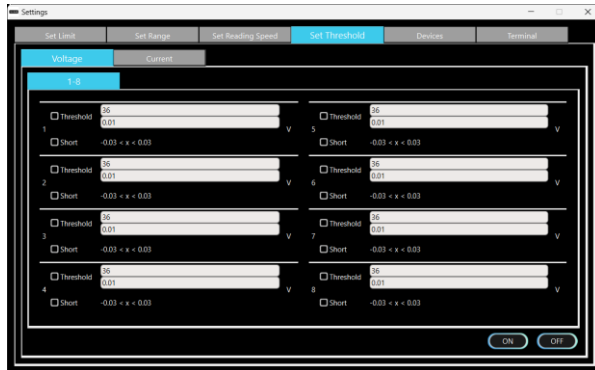 Settings
Set Limit Set Range Set Reading Speed Set Threshold Devices Terminal
Voltage Current
1-8
1 Threshold 36 0.01 V
Short -0.03 < x < 0.03
2 Threshold 36 0.01 V
Short -0.03 < x < 0.03
3 Threshold 36 0.01 V
Short -0.03 < x < 0.03
4 Threshold 36 0.01 V
Short -0.03 < x < 0.03
5 Threshold 36 0.01 V
Short -0.03 < x < 0.03
6 Threshold 36 0.01 V
Short -0.03 < x < 0.03
7 Threshold 36 0.01 V
Short -0.03 < x < 0.03
8 Threshold 36 0.01 V
Short -0.03 < x < 0.03
ON OFF